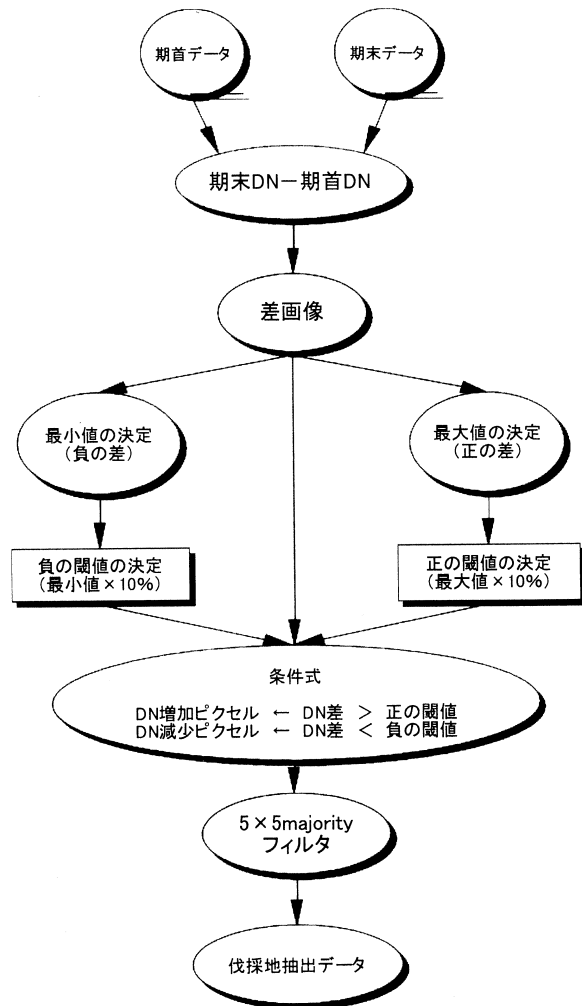 期首データ
期末データ
期末DN－期首DN
差画像
最小値の決定
（負の差）
最大値の決定
（正の差）
負の閾値の決定
（最小値×10%）
正の閾値の決定
（最大値×10%）
条件式
DN増加ピクセル ← DN差 ＞ 正の閾値
DN減少ピクセル ← DN差 ＜ 負の閾値
5×5majority
フィルタ
伐採地抽出データ